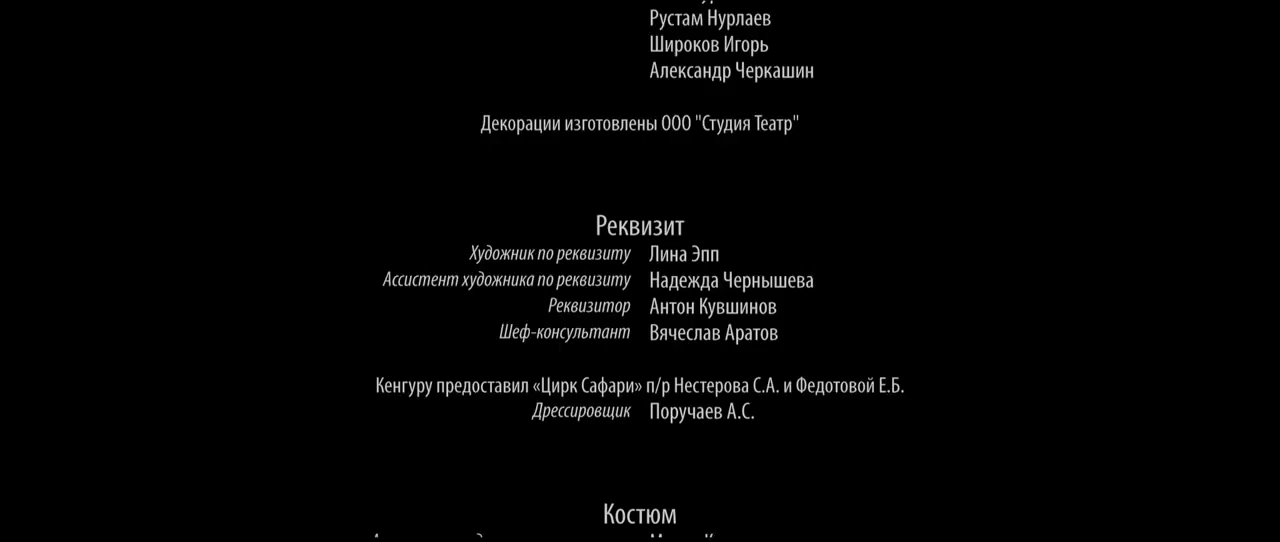 Рустам Нурлаев
Широков Игорь
Александр Черкашин
Декорации изготовлены ООО "Студия Театр"
Реквизит
Художник по реквизиту Лина Эпп
Ассистент художника по реквизиту Надежда Чернышева
Реквизитор Антон Кувшинов
Шеф-консультант Вячеслав Аратов
Кенгуру предоставил «Цирк Сафари» п/р Нестерова С.А. и Федотовой Е.Б.
Дрессировщик Поручаев А.С.
Костюм